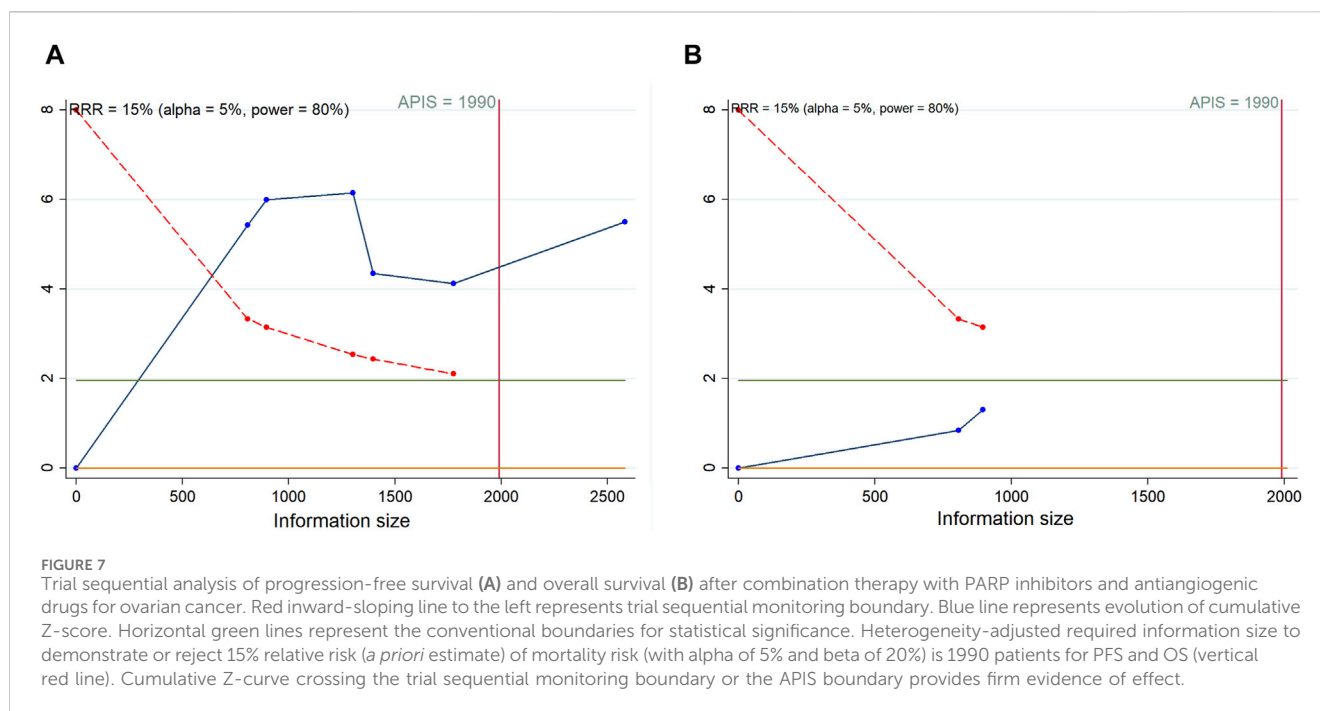 A
B
RRR = 15% (alpha = 5%, power = 80%)
APIS = 1990
8
6
4
2
0
0
500
1000
1500
2000
2500
Information size
RRR = 15% (alpha = 5%, power = 80%)
APIS = 1990
8
6
4
2
0
0
500
1000
1500
2000
Information size
FIGURE 7
Trial sequential analysis of progression-free survival (A) and overall survival (B) after combination therapy with PARP inhibitors and antiangiogenic
drugs for ovarian cancer. Red inward-sloping line to the left represents trial sequential monitoring boundary. Blue line represents evolution of cumulative
Z-score. Horizontal green lines represent the conventional boundaries for statistical significance. Heterogeneity-adjusted required information size to
demonstrate or reject 15% relative risk (a priori estimate) of mortality risk (with alpha of 5% and beta of 20%) is 1990 patients for PFS and OS (vertical
red line). Cumulative Z-curve crossing the trial sequential monitoring boundary or the APIS boundary provides firm evidence of effect.